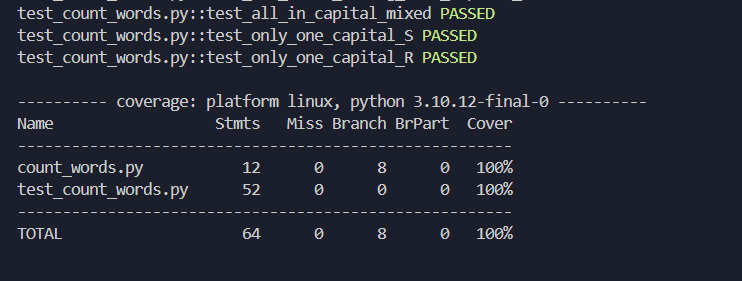 test_count_words.py::test_all_in_capital_mixed PASSED
test_count_words.py::test_only_one_capital_S PASSED
test_count_words.py::test_only_one_capital_R PASSED
---------- coverage: platform linux, python 3.10.12-final-0 ----------
Name                  Stmts   Miss Branch BrPart  Cover
-------------------------------------------------------
count_words.py           12      0      8      0   100%
test_count_words.py      52      0      0      0   100%
-------------------------------------------------------
TOTAL                    64      0      8      0   100%